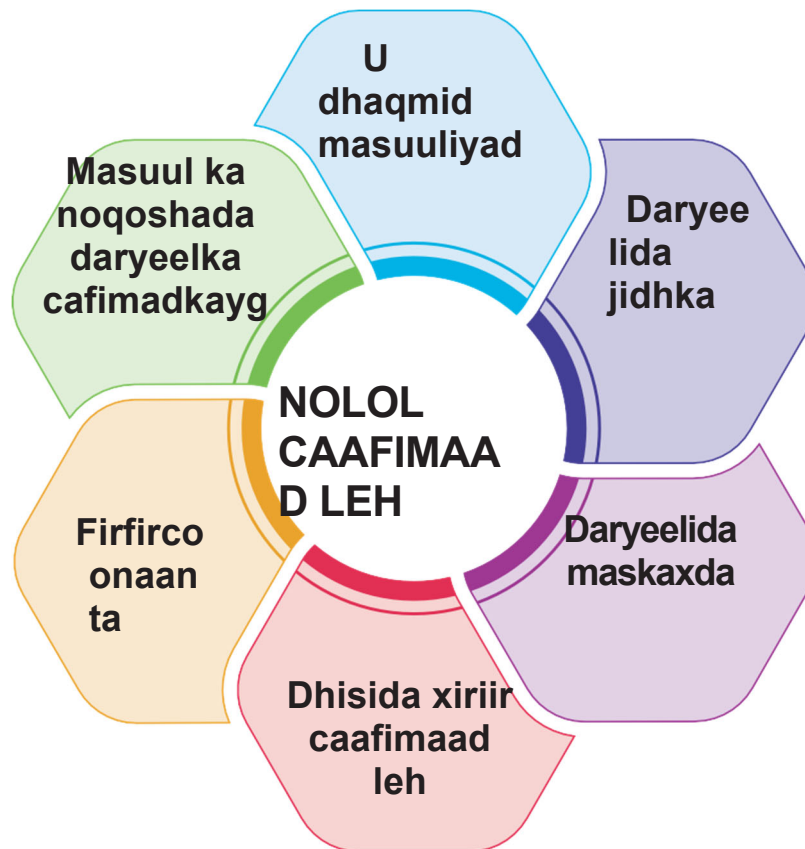 U
dhaqmid
masuuliyad
Daryee
lida
jidhka
Daryeelida
maskaxda
Dhisida xiriir
caafimaad
leh
Firfirco
onaan
ta
Masuul ka
noqoshada
daryeelka
cafimadkayg
NOLOL
CAAFIMAA
D LEH